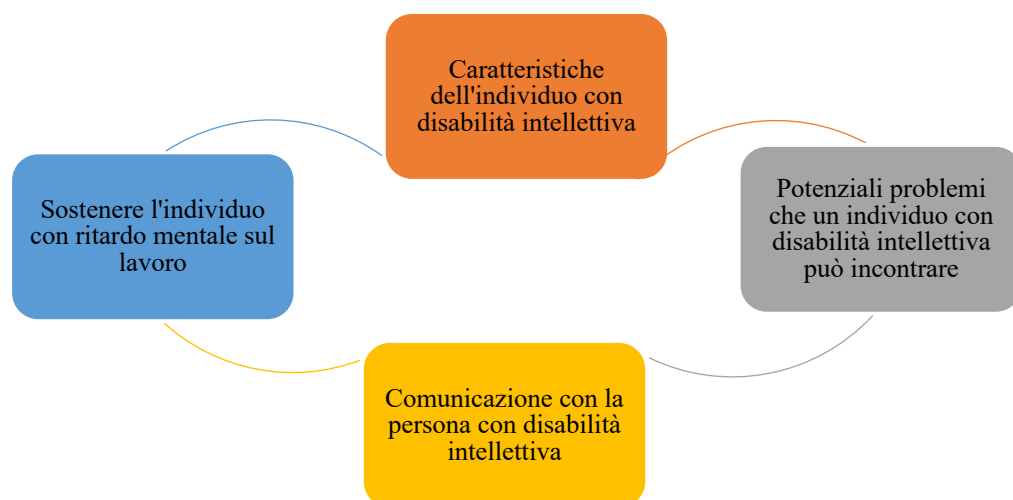 Caratteristiche
dell'individuo con
disabilità intellettiva
Potenziali problemi
che un individuo con
disabilità intellettiva
può incontrare
Comunicazione con la
persona con disabilità
intellettiva
Sostenere l'individuo
con ritardo mentale sul
lavoro